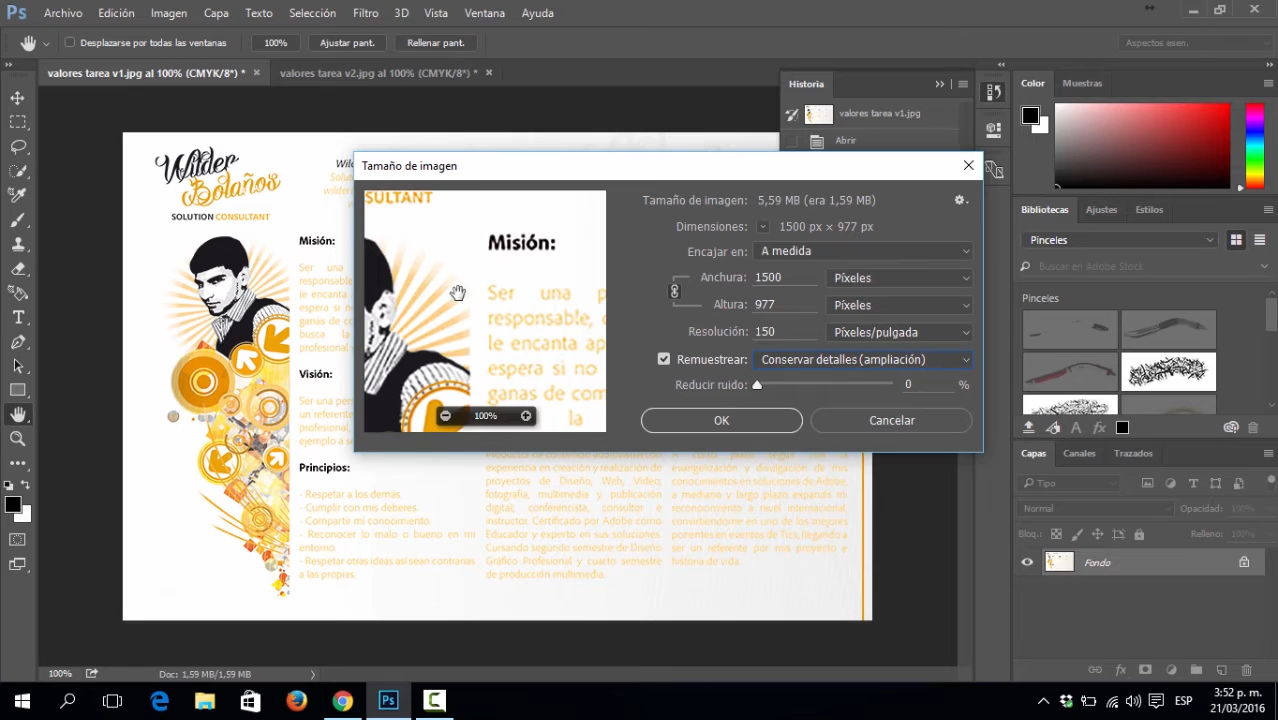 Ps Archivo Edición Imagen Capa Texto Selección Filtro 3D Vista Ventana Ayuda
Desplazarse por todas las ventanas 100% Ajustar pant. Rellenar pant. Aspectos esen.
valores tarea v1.jpg al 100% (CMYK/8*) * valores tarea v2.jpg al 100% (CMYK/8*) *
Historia
valores tarea v1.jpg
Abrir
Color Muestras
Wilder
Bolaños
SOLUTION CONSULTANT
Misión:
Ser una
responsable
le encanta
espera si no
ganas de
busca la
profesional
Visión:
Ser una
un referente
ejemplo a
Principios:
- Respetar a los demás.
- Cumplir con mis deberes.
- Compartir mi conocimiento.
- Reconocer lo malo o bueno en mi
entorno.
- Respetar otras ideas así sean contrarias
a las propias.
experiencia en creación y realización de
proyectos de Diseño, Web, Video,
fotografía, multimedia y publicación
digital; conferencista, consultor e
instructor. Certificado por Adobe como
Educador y experto en sus soluciones.
Cursando segundo semestre de Diseño
Gráfico Profesional y cuarto semestre
de producción multimedia.
evangelización y divulgación de mis
conocimientos en soluciones de Adobe,
a mediano y largo plazo expando mi
reconocimiento a nivel internacional,
convirtiéndome en uno de los mejores
ponentes en eventos de Tics, llegando a
ser un referente por mis proyecto e
historia de vida
Tamaño de imagen
SULTANT
Misión:
Ser una p
responsable,
le encanta ap
espera si no
ganas de com
la
100%
Tamaño de imagen: 5,59 MB (era 1,59 MB)
Dimensiones: 1500 px × 977 px
Encajar en: A medida
Anchura: 1500 Píxeles
Altura: 977 Píxeles
Resolución: 150 Píxeles/pulgada
Remuestrear: Conservar detalles (ampliación)
Reducir ruido: 0 %
OK Cancelar
Bibliotecas Ajustes Estilos
Pinceles
Buscar en Adobe Stock
Pinceles
Capas Canales Trazados
Tipo
Normal Opacidad: 100%
Bloq.: Relleno: 100%
Fondo
100% Doc: 1,59 MB/1,59 MB
ESP
3:52 p. m.
21/03/2016